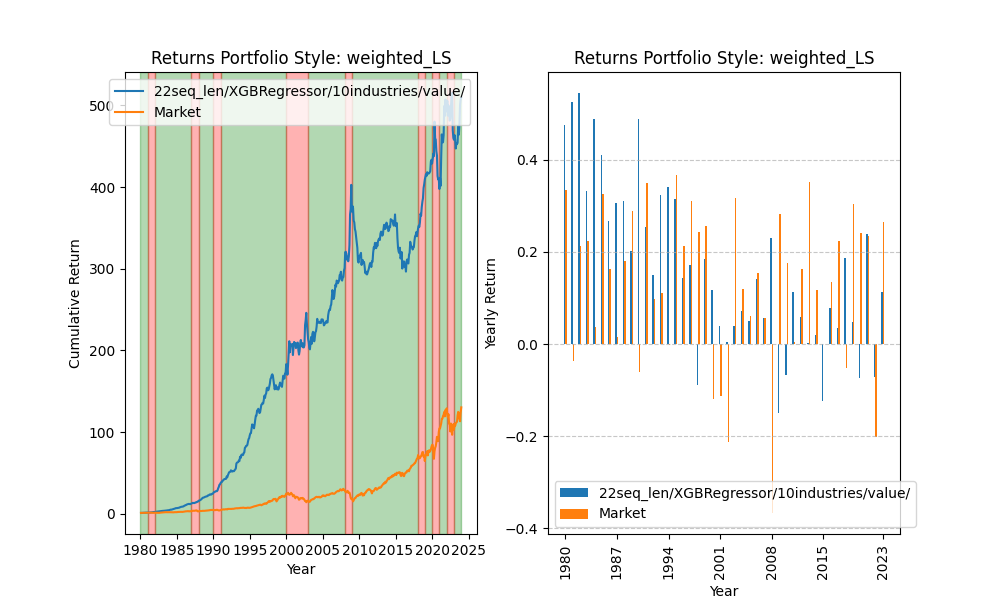 Returns Portfolio Style: weighted_LS
22seq_len/XGBRegressor/10industries/value/
Market
Cumulative Return
500
400
300
200
100
0
1980 1985 1990 1995 2000 2005 2010 2015 2020 2025
Year
Returns Portfolio Style: weighted_LS
Yearly Return
0.4
0.2
0.0
−0.2
−0.4
22seq_len/XGBRegressor/10industries/value/
Market
1980 1987 1994 2001 2008 2015 2023
Year